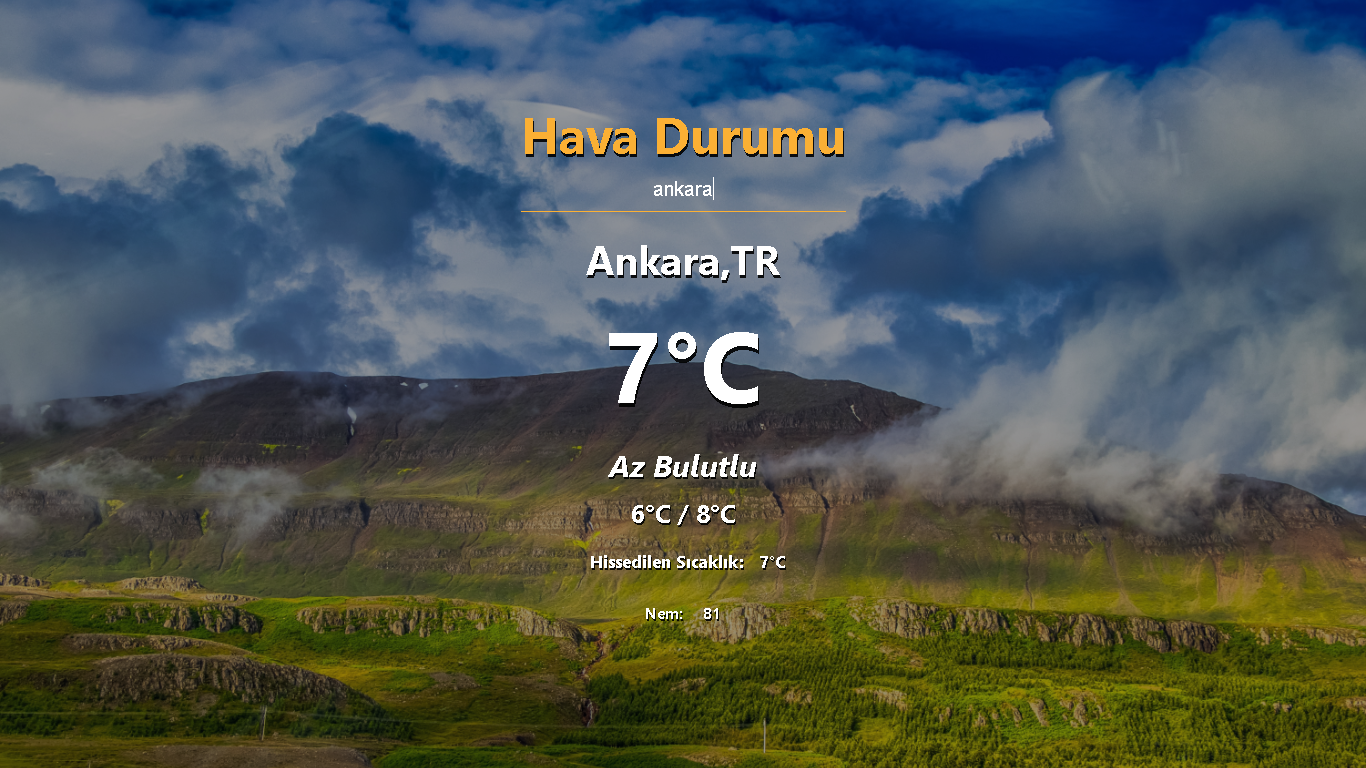 Hava Durumu
ankara
Ankara,TR
7°C
Az Bulutlu
6°C / 8°C
Hissedilen Sıcaklık: 7°C
Nem: 81